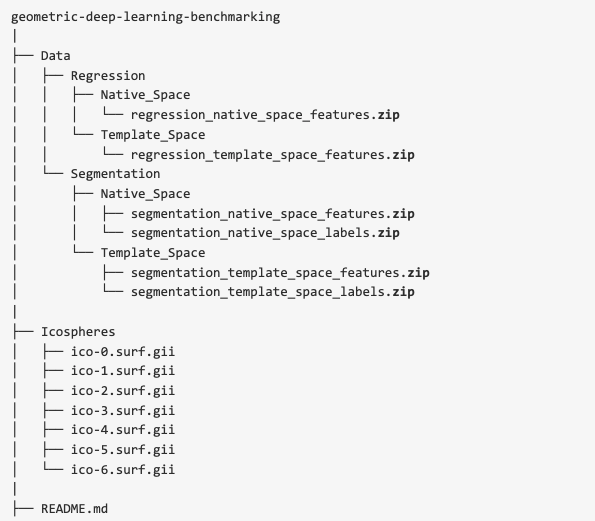 geometric-deep-learning-benchmarking
│
├── Data
│   ├── Regression
│   │   ├── Native_Space
│   │   │   └── regression_native_space_features.zip
│   │   └── Template_Space
│   │       └── regression_template_space_features.zip
│   └── Segmentation
│       ├── Native_Space
│       │   ├── segmentation_native_space_features.zip
│       │   └── segmentation_native_space_labels.zip
│       └── Template_Space
│           ├── segmentation_template_space_features.zip
│           └── segmentation_template_space_labels.zip
│
├── Icospheres
│   ├── ico-0.surf.gii
│   ├── ico-1.surf.gii
│   ├── ico-2.surf.gii
│   ├── ico-3.surf.gii
│   ├── ico-4.surf.gii
│   ├── ico-5.surf.gii
│   └── ico-6.surf.gii
│
├── README.md